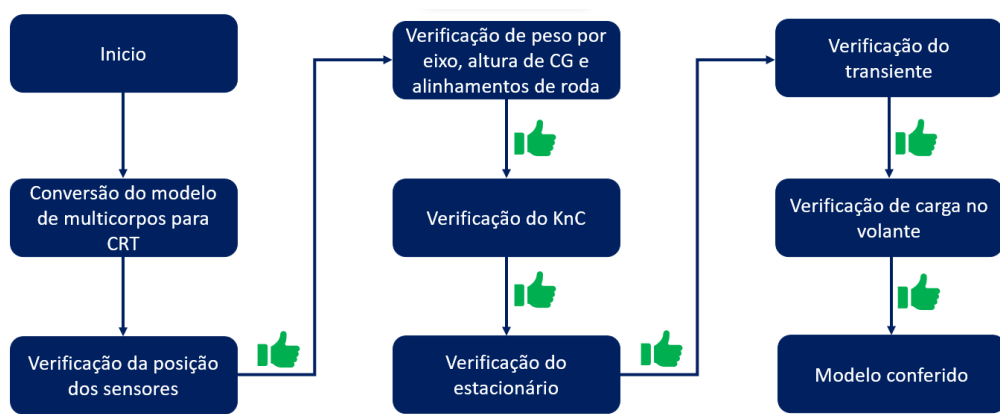 Inicio
Conversão do modelo
de multicorpos para
CRT
Verificação da posição
dos sensores
Verificação de peso por
eixo, altura de CG e
alinhamentos de roda
Verificação do KnC
Verificação do
estacionário
Verificação do
transiente
Verificação de carga no
volante
Modelo conferido